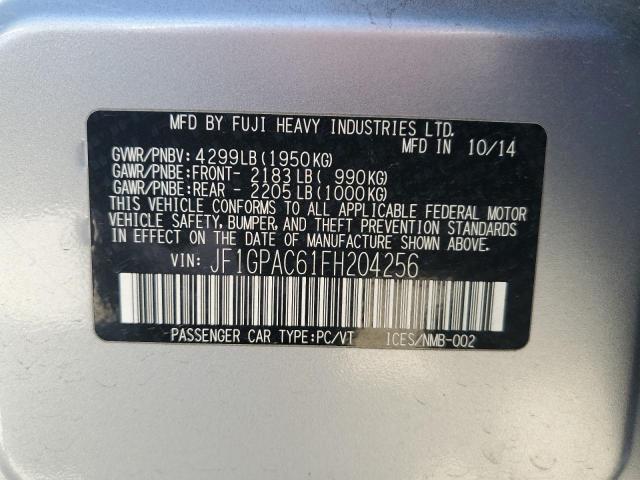 MFD BY FUJI HEAVY INDUSTRIES LTD.
MFD IN 10/14
GVWR/PNBV: 4299LB(1950KG)
GAWR/PNBE:FRONT- 2183LB( 990KG)
GAWR/PNBE:REAR - 2205LB(1000KG)
THIS VEHICLE CONFORMS TO ALL APPLICABLE FEDERAL MOTOR
VEHICLE SAFETY, BUMPER, AND THEFT PREVENTION STANDARDS
IN EFFECT ON THE DATE OF MANUFACTURE SHOWN ABOVE.
VIN: JF1GPAC61FH204256
PASSENGER CAR TYPE:PC/VT ICES/NMB-002